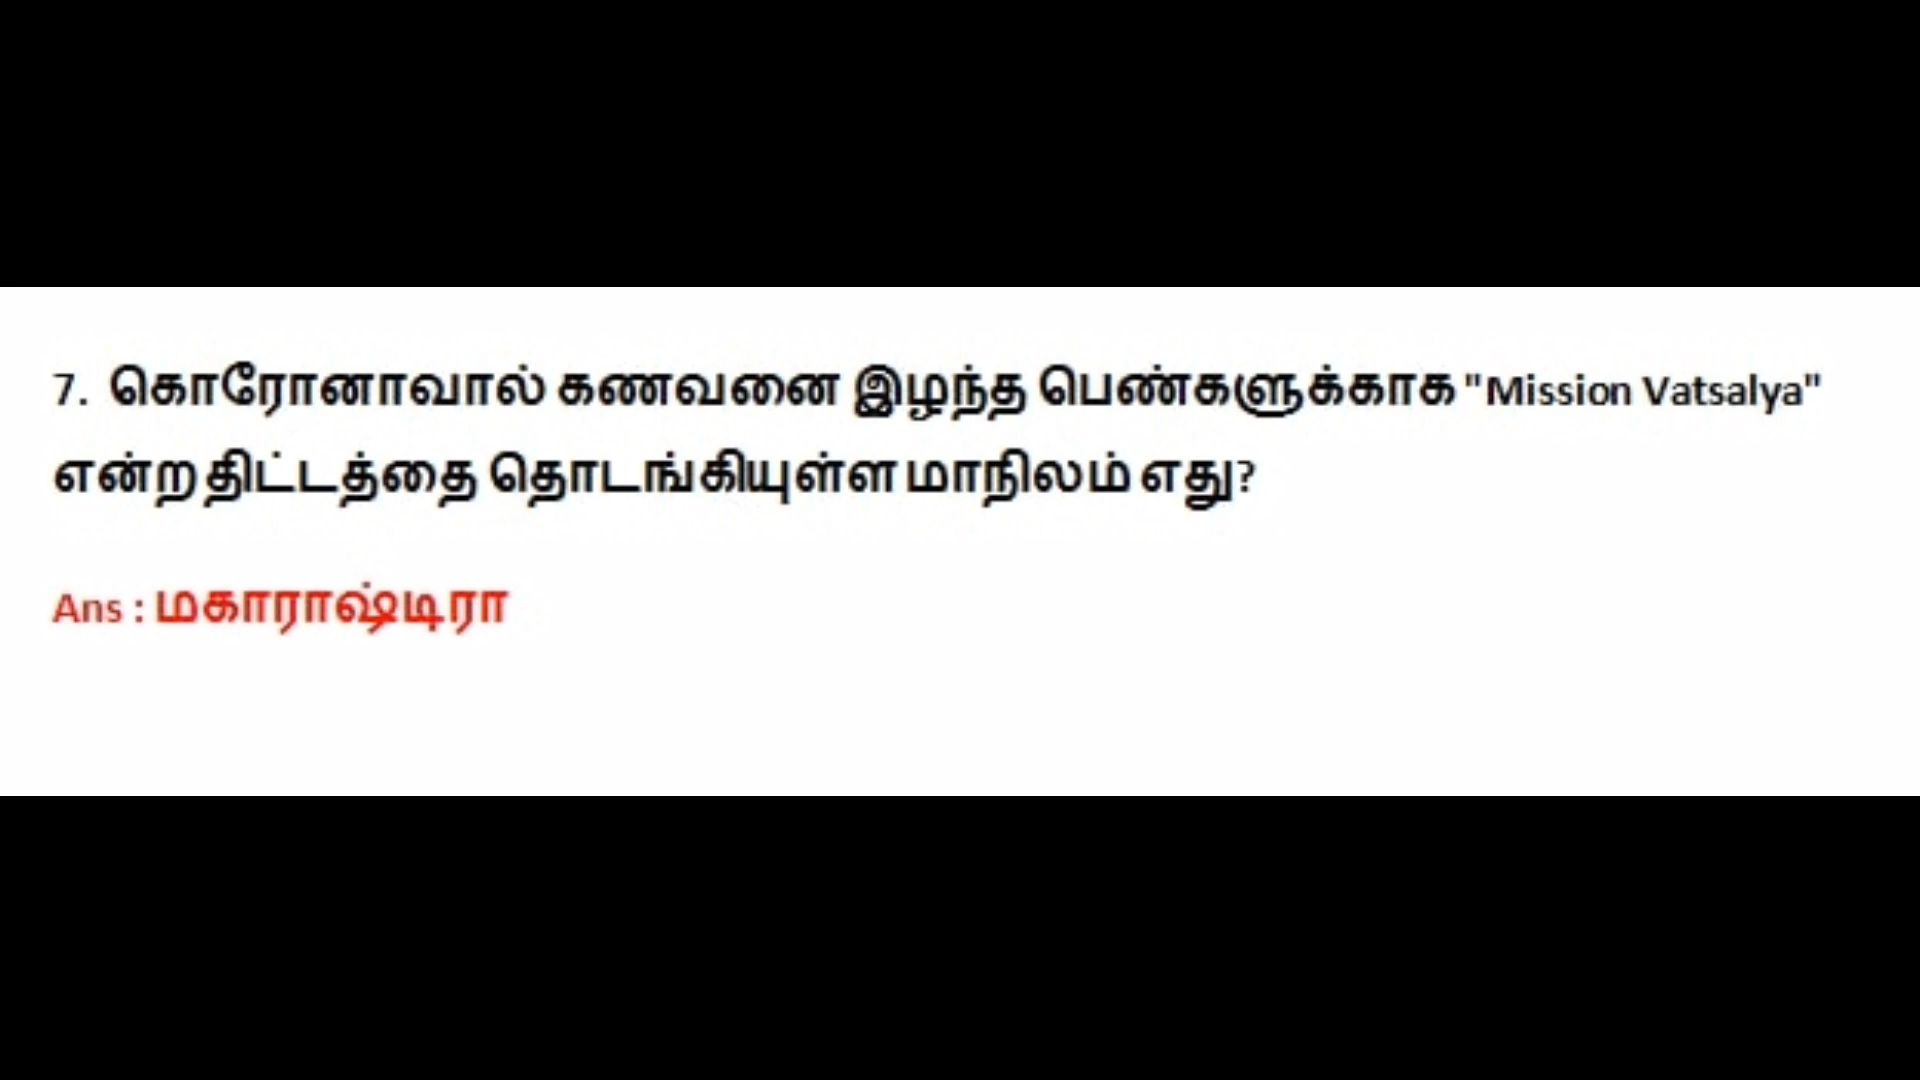 7. கொரோனாவால் கணவனை இழந்த பெண்களுக்காக "Mission Vatsalya"
என்ற திட்டத்தை தொடங்கியுள்ள மாநிலம் எது?
Ans : மகாராஷ்டிரா